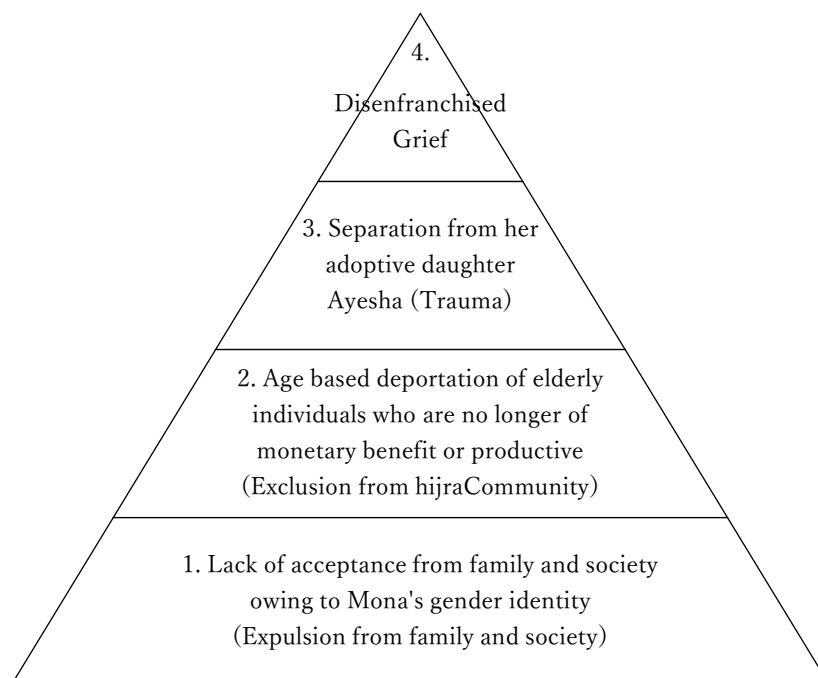 4.
Disenfranchised
Grief
3. Separation from her
adoptive daughter
Ayesha (Trauma)
2. Age based deportation of elderly
individuals who are no longer of
monetary benefit or productive
(Exclusion from hijraCommunity)
1. Lack of acceptance from family and society
owing to Mona's gender identity
(Expulsion from family and society)